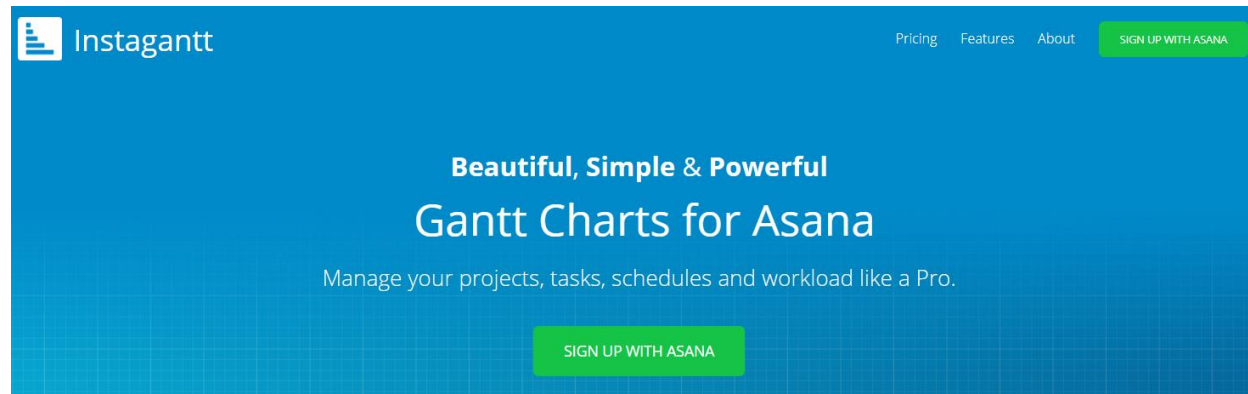 Instagantt
Pricing Features About SIGN UP WITH ASANA
Beautiful, Simple & Powerful
Gantt Charts for Asana
Manage your projects, tasks, schedules and workload like a Pro.
SIGN UP WITH ASANA